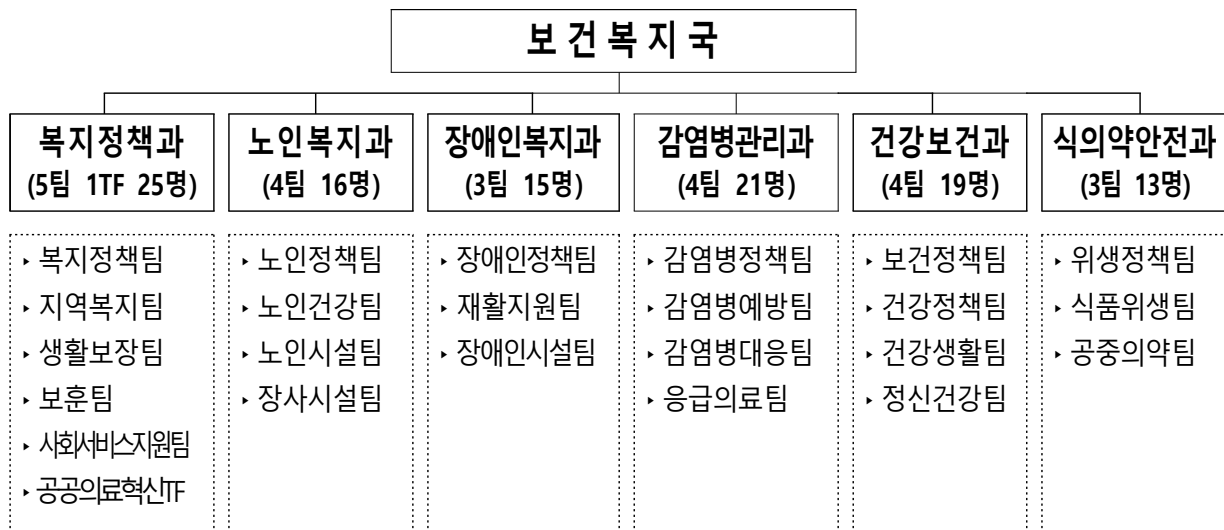 보건복지국
복지정책과
(5팀 1TF 25명)
노인복지과
(4팀 16명)
장애인복지과
(3팀 15명)
감염병관리과
(4팀 21명)
건강보건과
(4팀 19명)
식의약안전과
(3팀 13명)
‣ 복지정책팀
‣ 지역복지팀
‣ 생활보장팀
‣ 보훈팀
‣ 사회서비스지원팀
‣ 공공의료혁신TF
‣ 노인정책팀
‣ 노인건강팀
‣ 노인시설팀
‣ 장사시설팀
‣ 장애인정책팀
‣ 재활지원팀
‣ 장애인시설팀
‣ 감염병정책팀
‣ 감염병예방팀
‣ 감염병대응팀
‣ 응급의료팀
‣ 보건정책팀
‣ 건강정책팀
‣ 건강생활팀
‣ 정신건강팀
‣ 위생정책팀
‣ 식품위생팀
‣ 공중의약팀